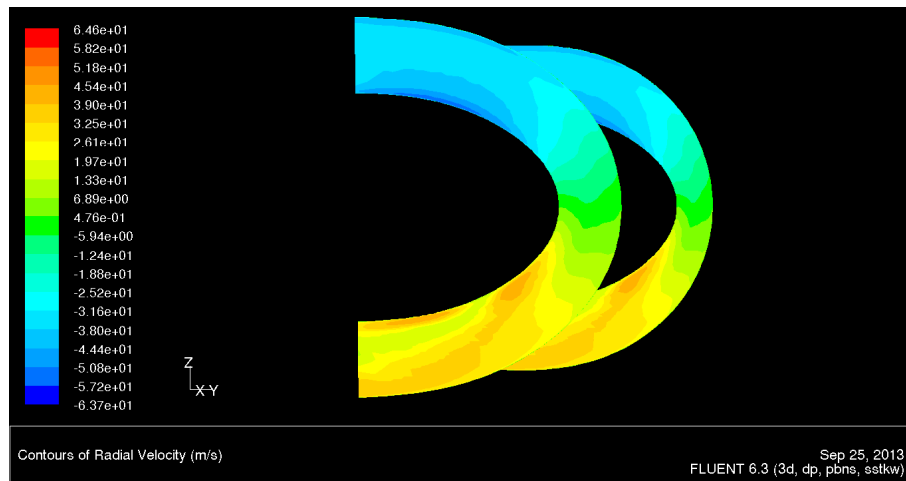 6.46e+01
5.82e+01
5.18e+01
4.54e+01
3.90e+01
3.25e+01
2.61e+01
1.97e+01
1.33e+01
6.89e+00
4.76e-01
-5.94e+00
-1.24e+01
-1.88e+01
-2.52e+01
-3.16e+01
-3.80e+01
-4.44e+01
-5.08e+01
-5.72e+01
-6.37e+01
Z
X Y
Contours of Radial Velocity (m/s)
Sep 25, 2013
FLUENT 6.3 (3d, dp, pbns, sstkw)